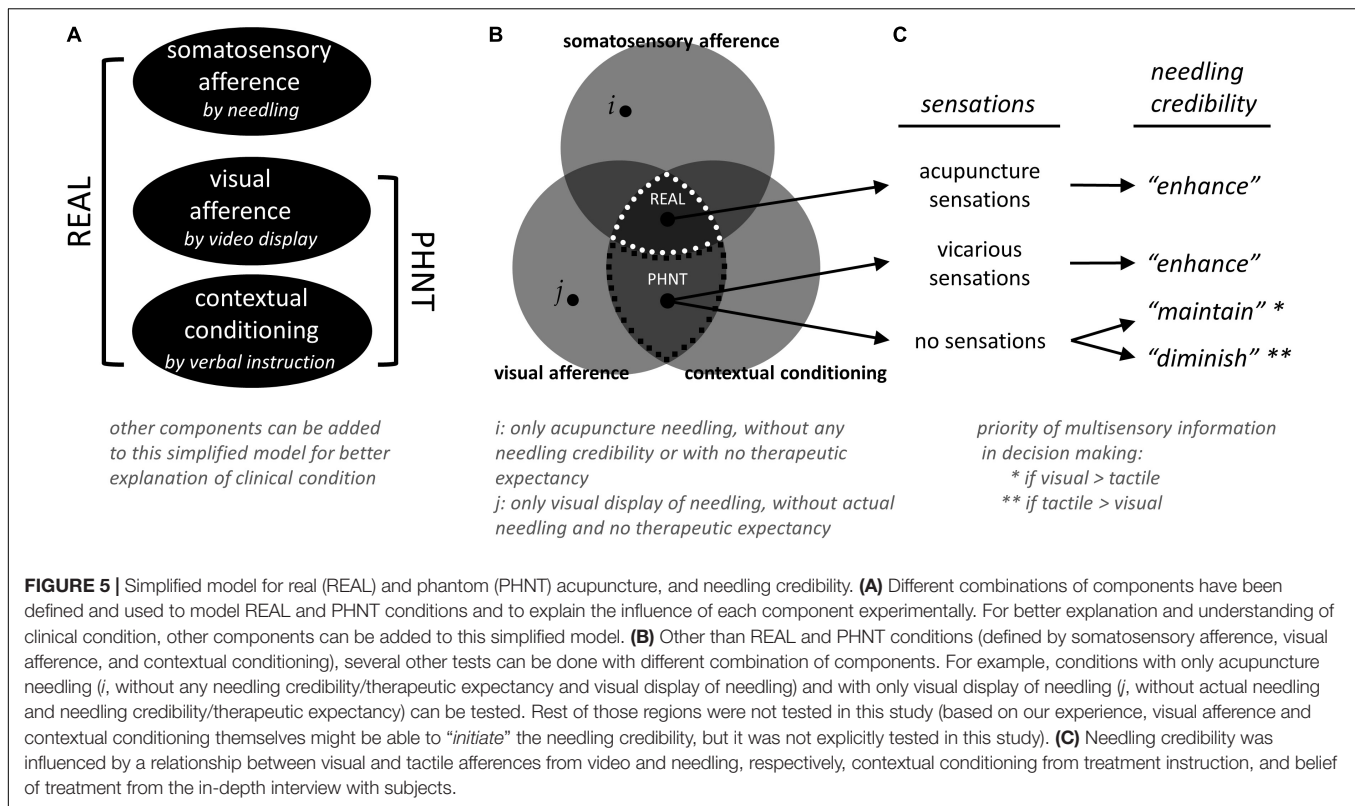 A
somatosensory
afference
by needling
visual
afference
by video display
contextual
conditioning
by verbal instruction
REAL
PHNT
other components can be added
to this simplified model for better
explanation of clinical condition
B
somatosensory afference
i
REAL
PHNT
j
visual afference
contextual conditioning
i: only acupuncture needling, without any
needling credibility or with no therapeutic
expectancy
j: only visual display of needling, without actual
needling and no therapeutic expectancy
C
sensations
needling
credibility
acupuncture
sensations
"enhance"
vicarious
sensations
"enhance"
no sensations
"maintain" *
"diminish" **
priority of multisensory information
in decision making:
* if visual > tactile
** if tactile > visual
FIGURE 5 | Simplified model for real (REAL) and phantom (PHNT) acupuncture, and needling credibility. (A) Different combinations of components have been
defined and used to model REAL and PHNT conditions and to explain the influence of each component experimentally. For better explanation and understanding of
clinical condition, other components can be added to this simplified model. (B) Other than REAL and PHNT conditions (defined by somatosensory afference, visual
afference, and contextual conditioning), several other tests can be done with different combination of components. For example, conditions with only acupuncture
needling (i, without any needling credibility/therapeutic expectancy and visual display of needling) and with only visual display of needling (j, without actual needling
and needling credibility/therapeutic expectancy) can be tested. Rest of those regions were not tested in this study (based on our experience, visual afference and
contextual conditioning themselves might be able to "initiate" the needling credibility, but it was not explicitly tested in this study). (C) Needling credibility was
influenced by a relationship between visual and tactile afferences from video and needling, respectively, contextual conditioning from treatment instruction, and belief
of treatment from the in-depth interview with subjects.